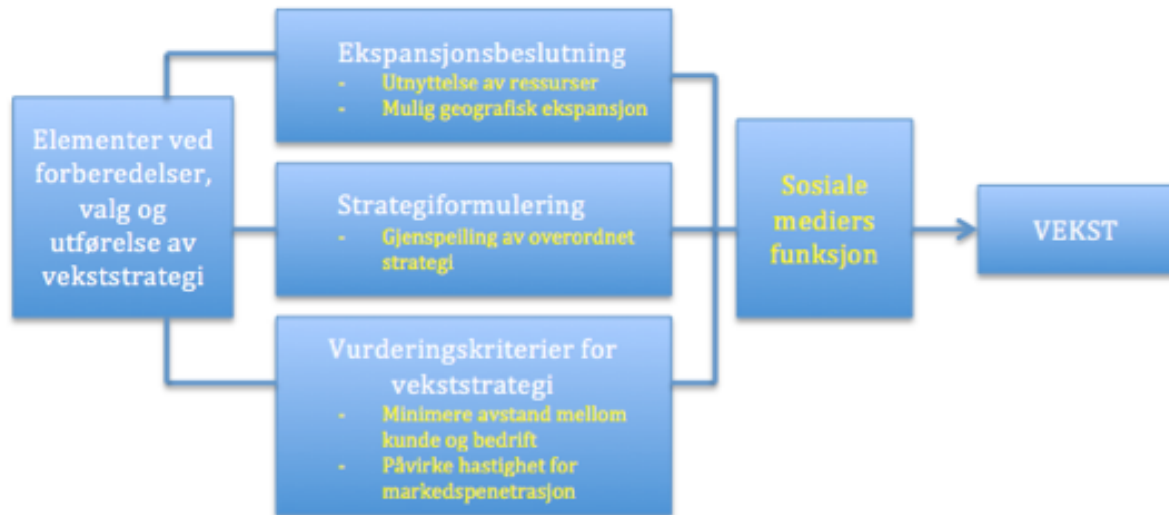 Elementer ved
forberedelser,
valg og
utførelse av
vekststrategi
Ekspansjonsbeslutning
- Utnyttelse av ressurser
- Mulig geografisk ekspansjon
Strategiformulering
- Gjenspeiling av overordnet
strategi
Vurderingskriterier for
vekststrategi
- Minimere avstand mellom
kunde og bedrift
- Påvirke hastighet for
markedspenetrasjon
Sosiale
mediers
funksjon
VEKST